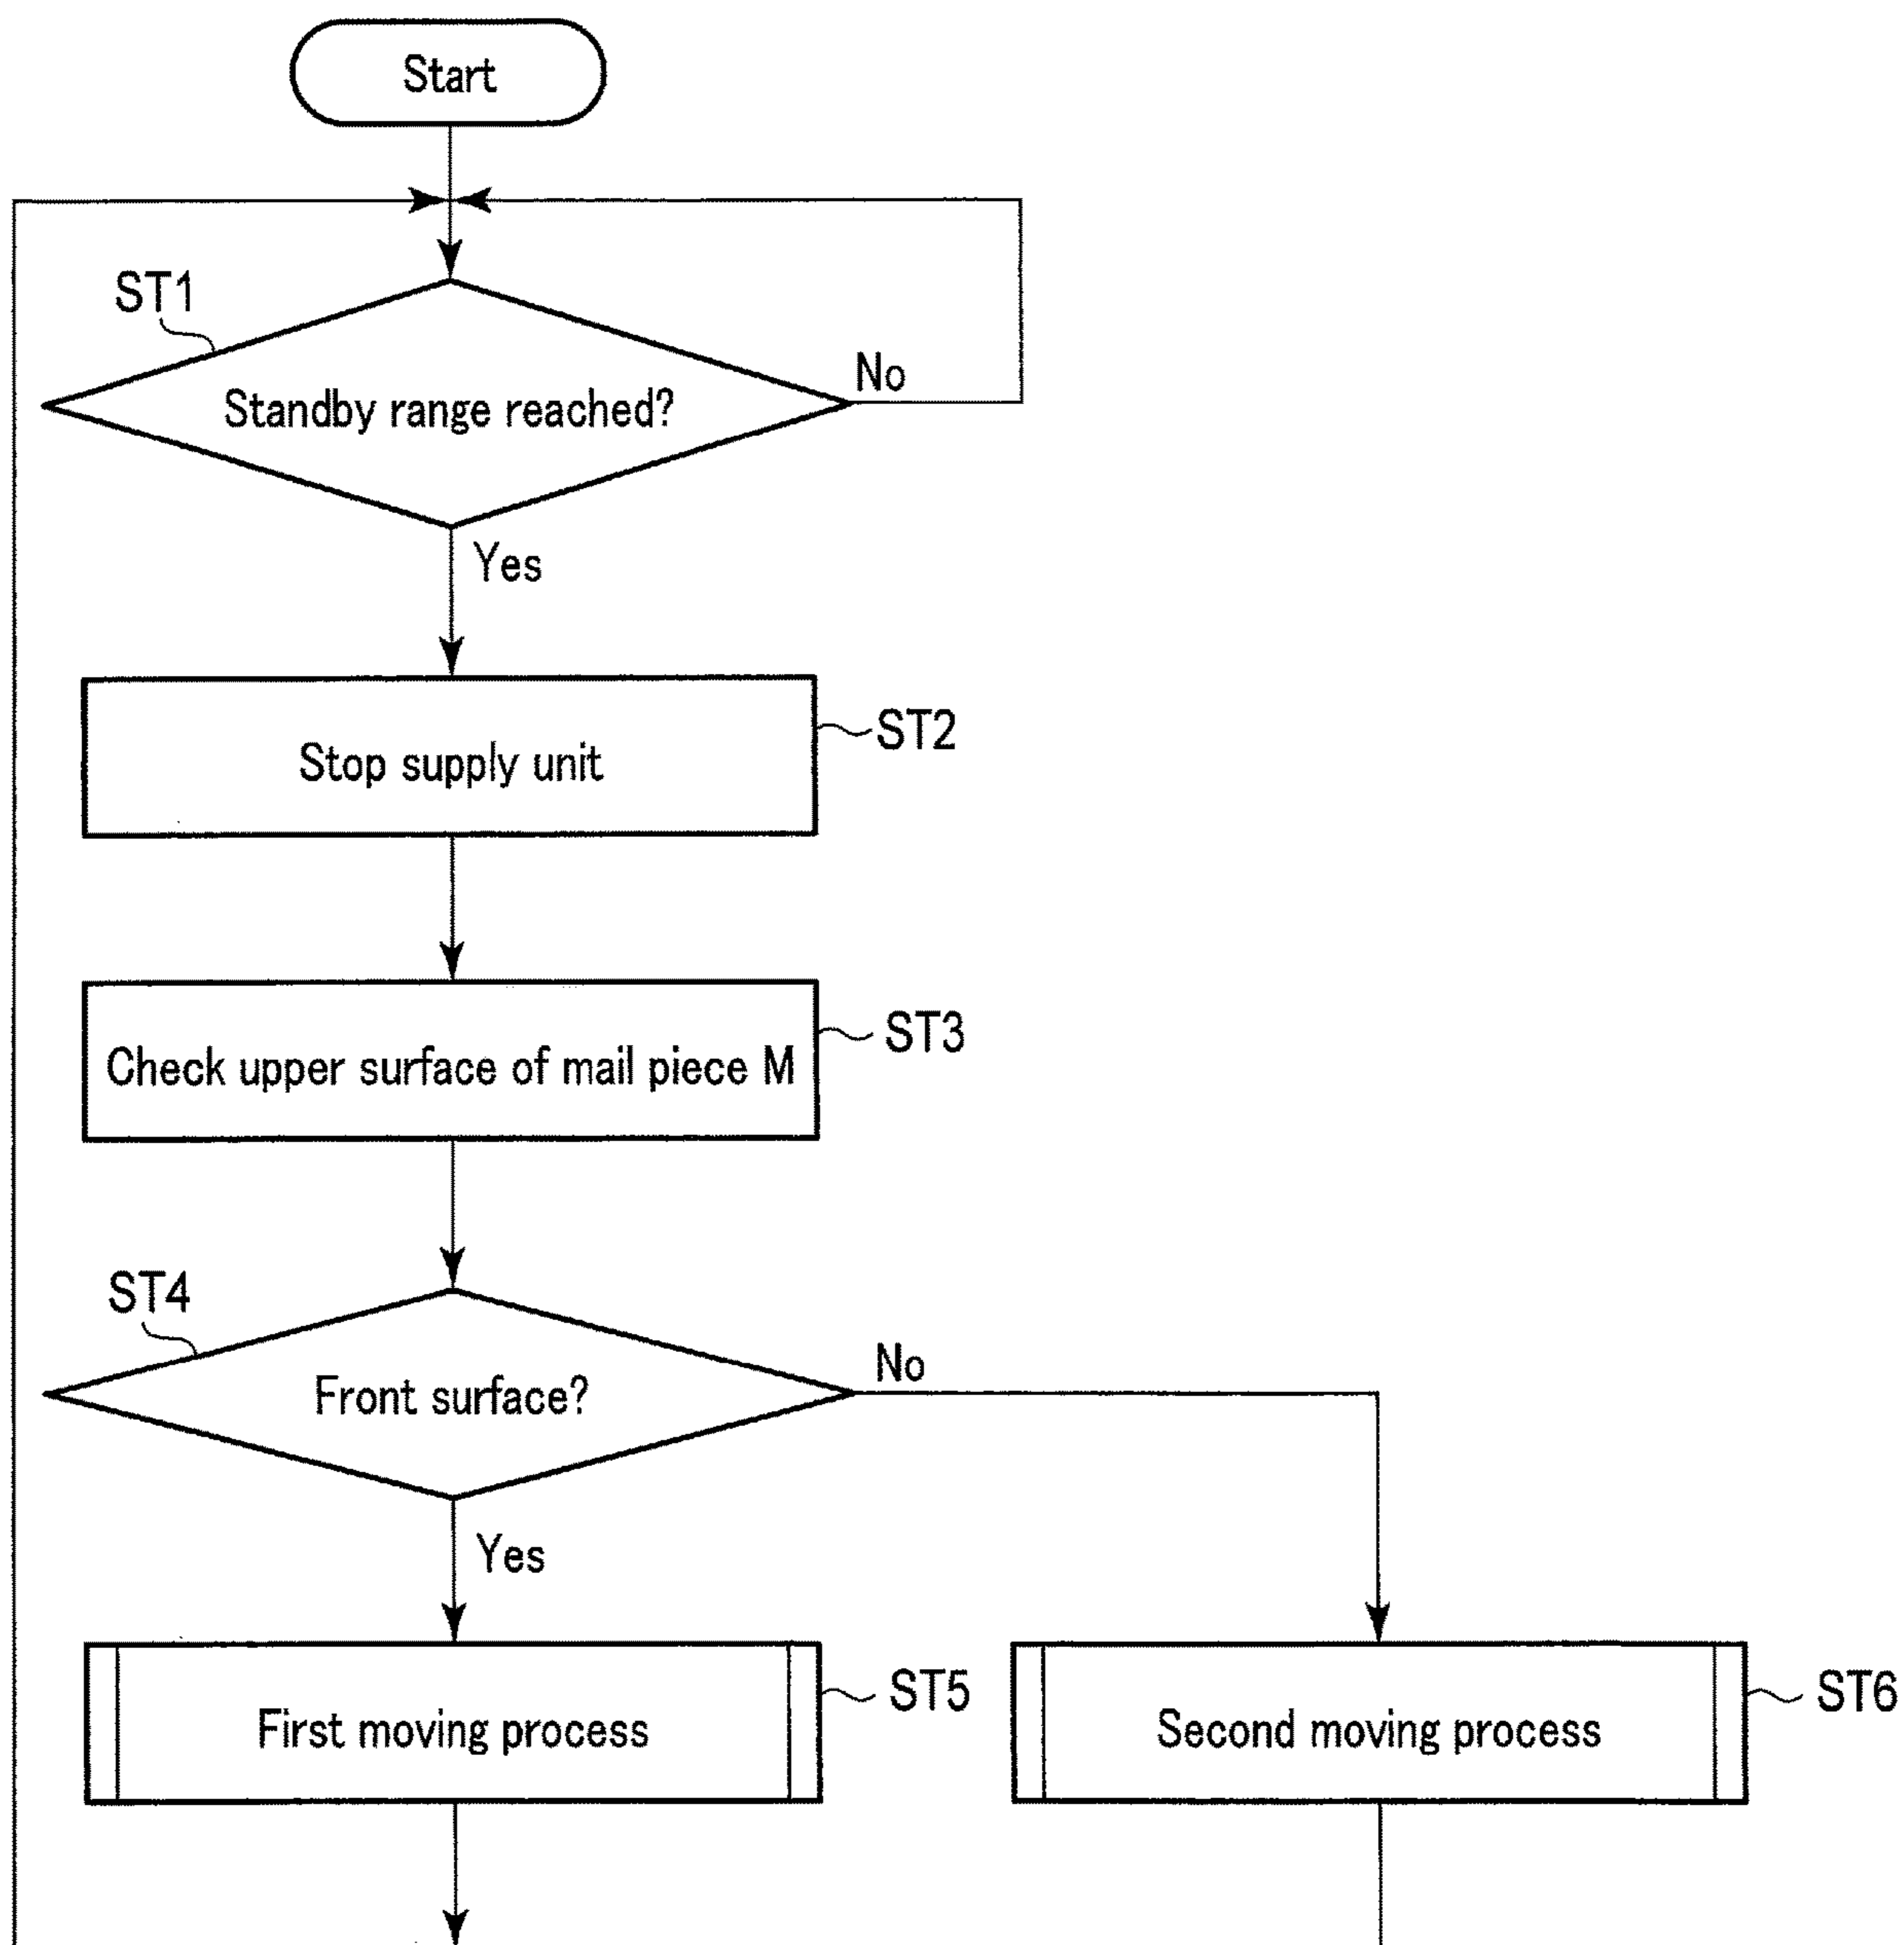 Start
ST1
No
Standby range reached?
Yes
ST2
Stop supply unit
ST3
Check upper surface of mail piece M
ST4
No
Front surface?
Yes
ST5
First moving process
ST6
Second moving process